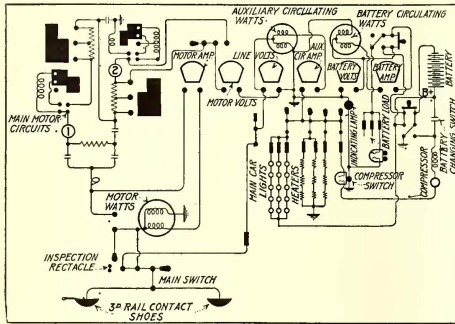 AUXILIARY CIRCULATING
WATTS
BATTERY CIRCULATING
WATTS
MOTOR AMP.
LINE VOLTS
AUX.
CIR. AMP.
BATTERY
VOLTS
BATTERY
AMP.
MOTOR VOLTS
BATTERY
B+
MAIN MOTOR
CIRCUITS
1
2
MOTOR
WATTS
MAIN CAR
LIGHTS
HEATERS
INDICATING LAMP
BATTERY LOAD
COMPRESSOR
SWITCH
COMPRESSOR
BATTERY
CHANGING SWITCH
INSPECTION
RECTACLE
MAIN SWITCH
3D RAIL CONTACT
SHOES